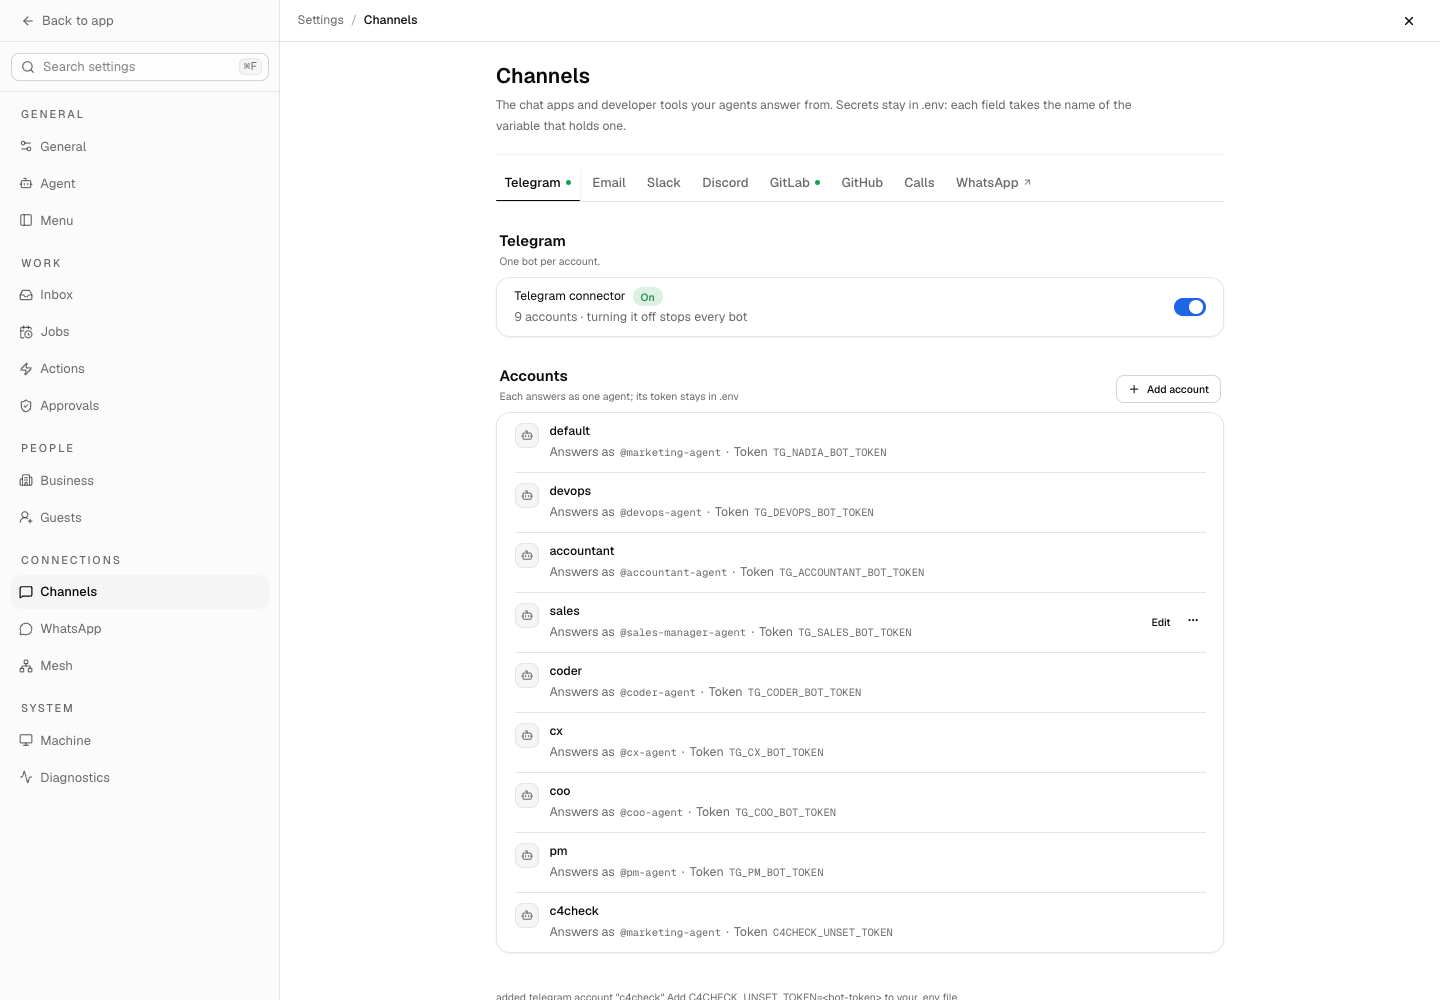 Back to app
Settings / Channels
Search settings ⌘F
GENERAL
General
Agent
Menu
WORK
Inbox
Jobs
Actions
Approvals
PEOPLE
Business
Guests
CONNECTIONS
Channels
WhatsApp
Mesh
SYSTEM
Machine
Diagnostics
Channels
The chat apps and developer tools your agents answer from. Secrets stay in .env: each field takes the name of the
variable that holds one.
Telegram Email Slack Discord GitLab GitHub Calls WhatsApp ↗
Telegram
One bot per account.
Telegram connector On
9 accounts · turning it off stops every bot
Accounts
Each answers as one agent; its token stays in .env
+ Add account
default
Answers as @marketing-agent · Token TG_NADIA_BOT_TOKEN
devops
Answers as @devops-agent · Token TG_DEVOPS_BOT_TOKEN
accountant
Answers as @accountant-agent · Token TG_ACCOUNTANT_BOT_TOKEN
sales
Answers as @sales-manager-agent · Token TG_SALES_BOT_TOKEN
Edit ···
coder
Answers as @coder-agent · Token TG_CODER_BOT_TOKEN
cx
Answers as @cx-agent · Token TG_CX_BOT_TOKEN
coo
Answers as @coo-agent · Token TG_COO_BOT_TOKEN
pm
Answers as @pm-agent · Token TG_PM_BOT_TOKEN
c4check
Answers as @marketing-agent · Token C4CHECK_UNSET_TOKEN
added telegram account "c4check" Add C4CHECK_UNSET_TOKEN=<bot-token> to your .env file.